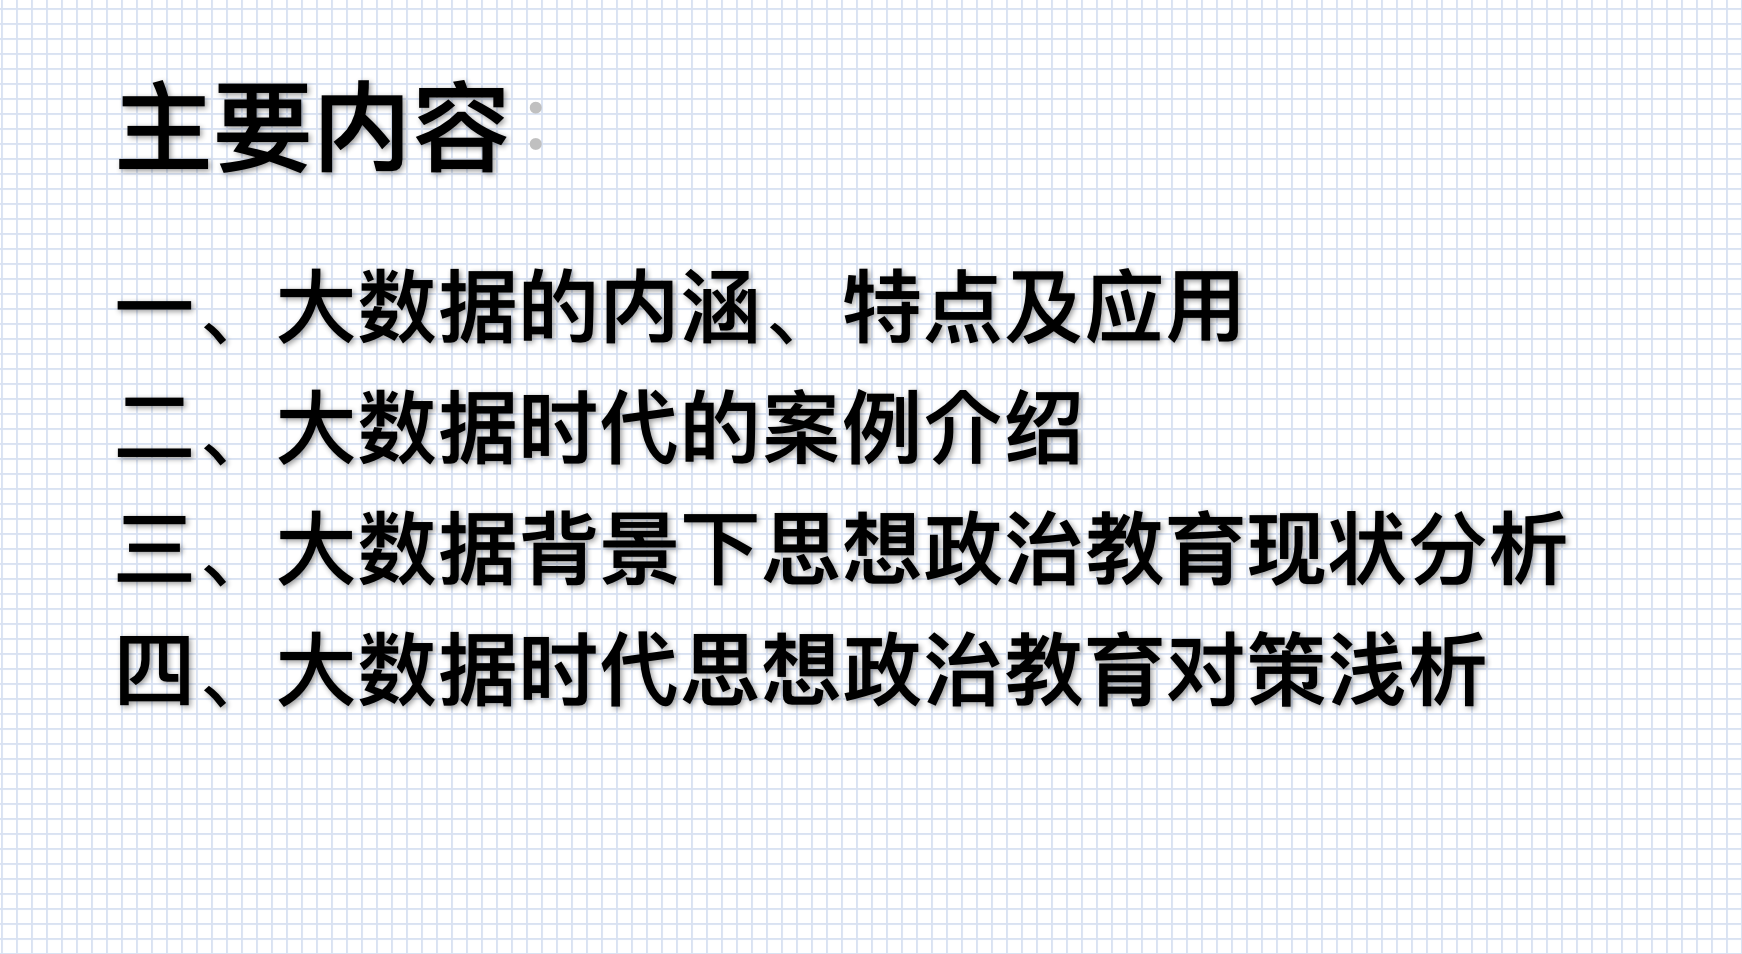 主要内容：
一、大数据的内涵、特点及应用
二、大数据时代的案例介绍
三、大数据背景下思想政治教育现状分析
四、大数据时代思想政治教育对策浅析